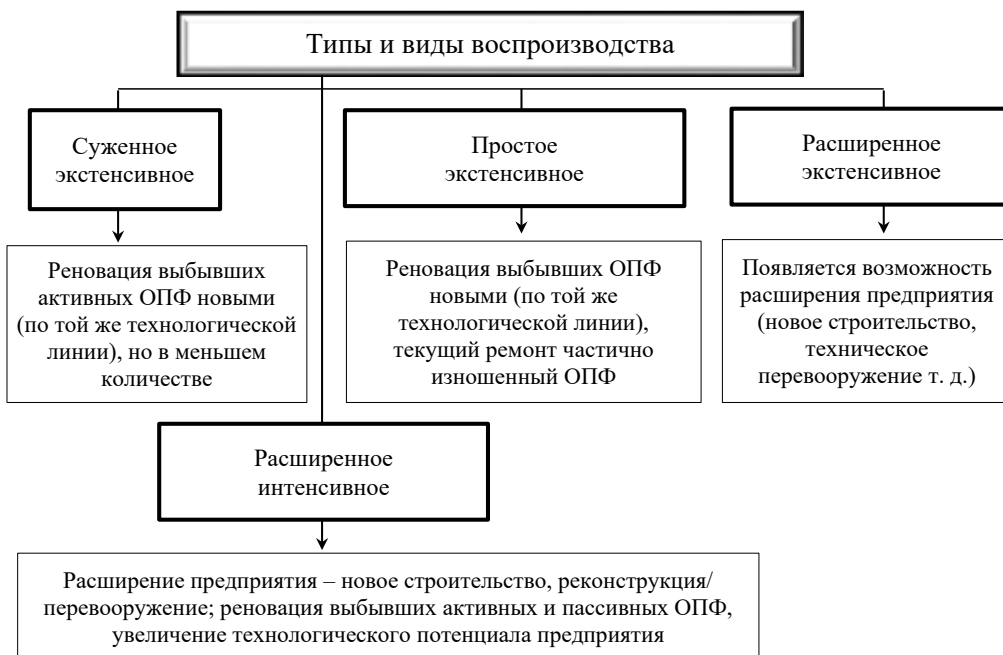 Типы и виды воспроизводства
Суженное
экстенсивное
Простое
экстенсивное
Расширенное
экстенсивное
Реновация выбывших
активных ОПФ новыми
(по той же технологической
линии), но в меньшем
количестве
Реновация выбывших ОПФ
новыми (по той же
технологической линии),
текущий ремонт частично
изношенный ОПФ
Появляется возможность
расширения предприятия
(новое строительство,
техническое
перевооружение т. д.)
Расширенное
интенсивное
Расширение предприятия – новое строительство, реконструкция/
перевооружение; реновация выбывших активных и пассивных ОПФ,
увеличение технологического потенциала предприятия